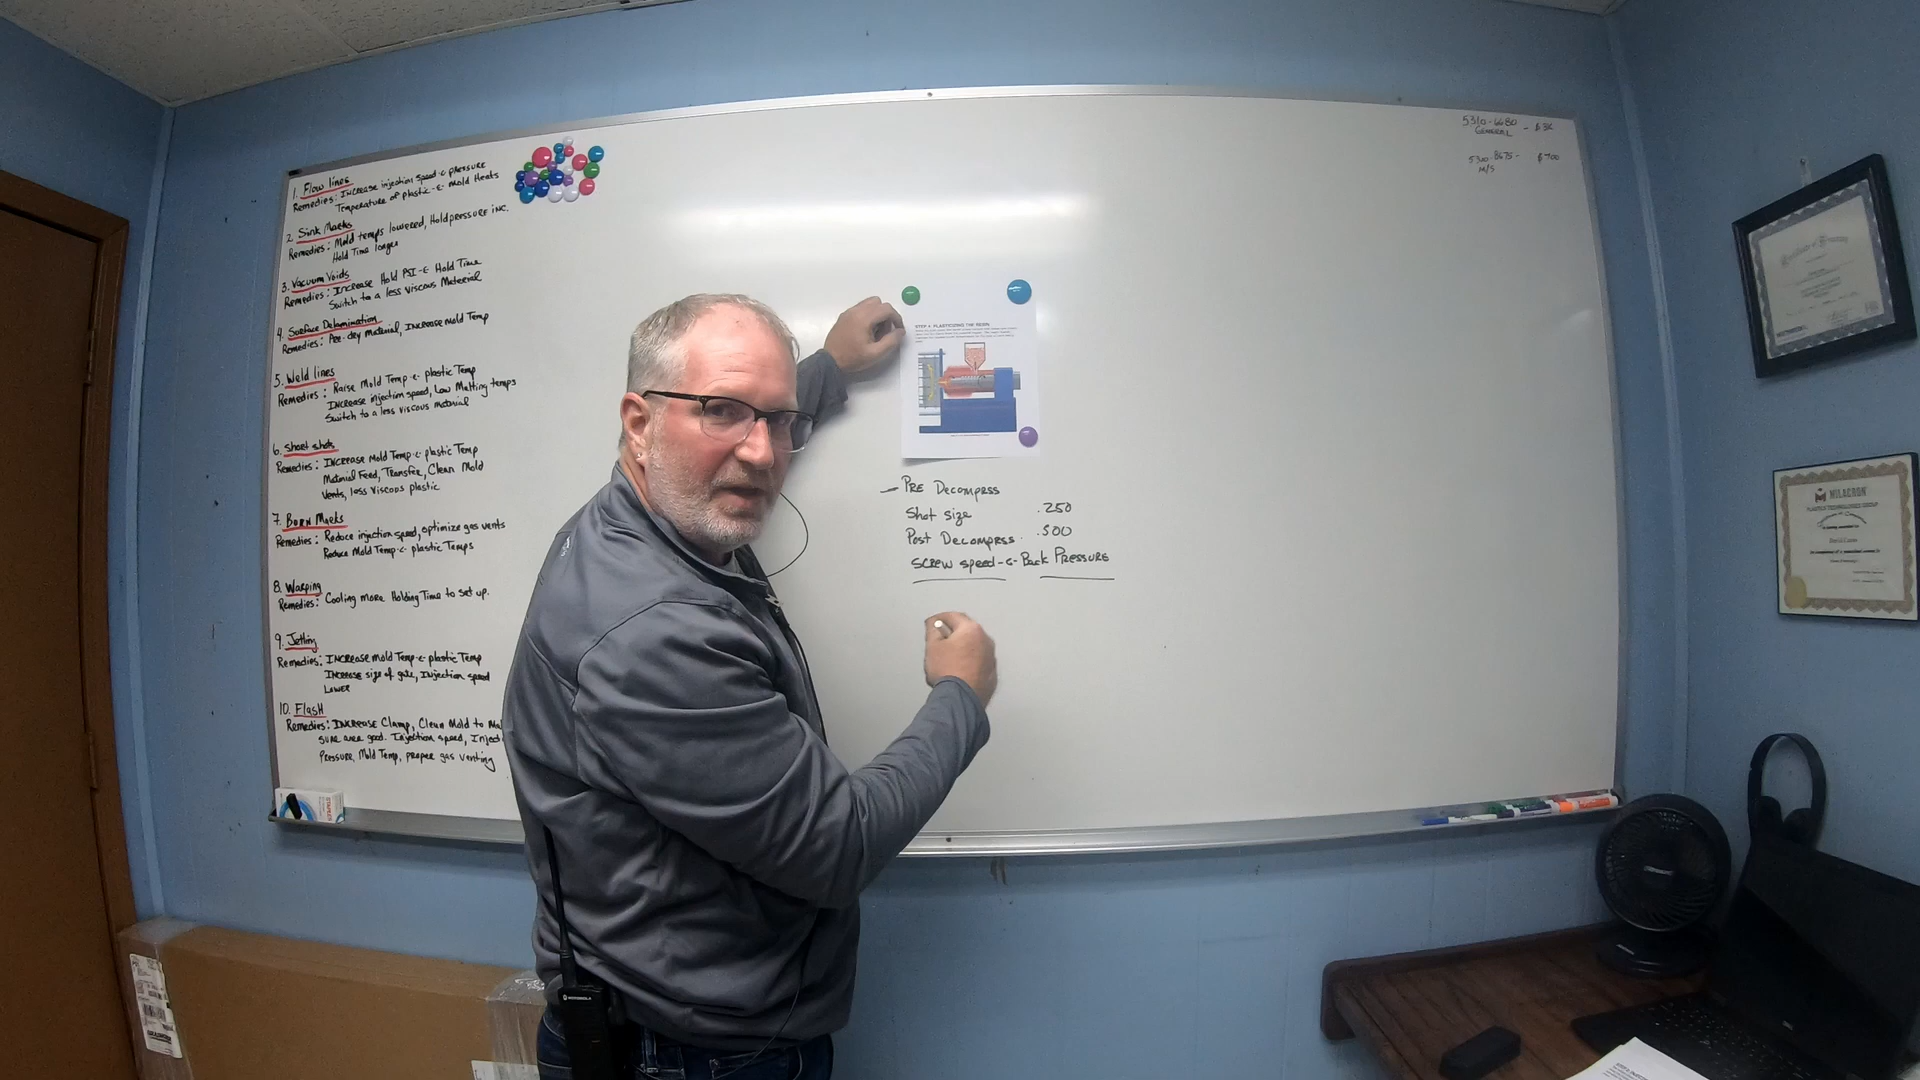 1. Flow lines
Remedies: Increase injection speed & pressure
Temperature of plastic & mold Heats
2. Sink Marks
Remedies: Mold temps lowered, Hold pressure inc.
Hold Time longer
3. Vacuum Voids
Remedies: Increase Hold PSI & Hold Time
Switch to a less viscous Material
4. Surface Delamination
Remedies: Pre-dry material, Increase Mold Temp
5. Weld lines
Remedies: Raise Mold Temp & plastic Temp
Increase injection speed, Low Melting temps
Switch to a less viscous material
6. Short shots
Remedies: Increase Mold Temp & plastic Temp
Material Feed, Transfer, Clean Mold
Vents, less viscous plastic
7. Born Marks
Remedies: Reduce injection speed, optimize gas vents
Reduce Mold Temp & plastic Temps
8. Warping
Remedies: Cooling more Holding Time to set up.
9. Jetting
Remedies: Increase Mold Temp & plastic Temp
Increase size of gate, Injection speed
Lower
10. Flash
Remedies: Increase Clamp, Clean Mold to Ma
sure area good. Injection speed, Inject
Pressure, Mold Temp, proper gas venting
STEP 4: PLASTICIZING THE RESIN
Pre Decompress
Shot size .250
Post Decompress .500
Screw speed & Back Pressure
5310-6680 - $3K
General
5310-8675 - $700
M/S
MILACRON
MOTOROLA
STAPLES